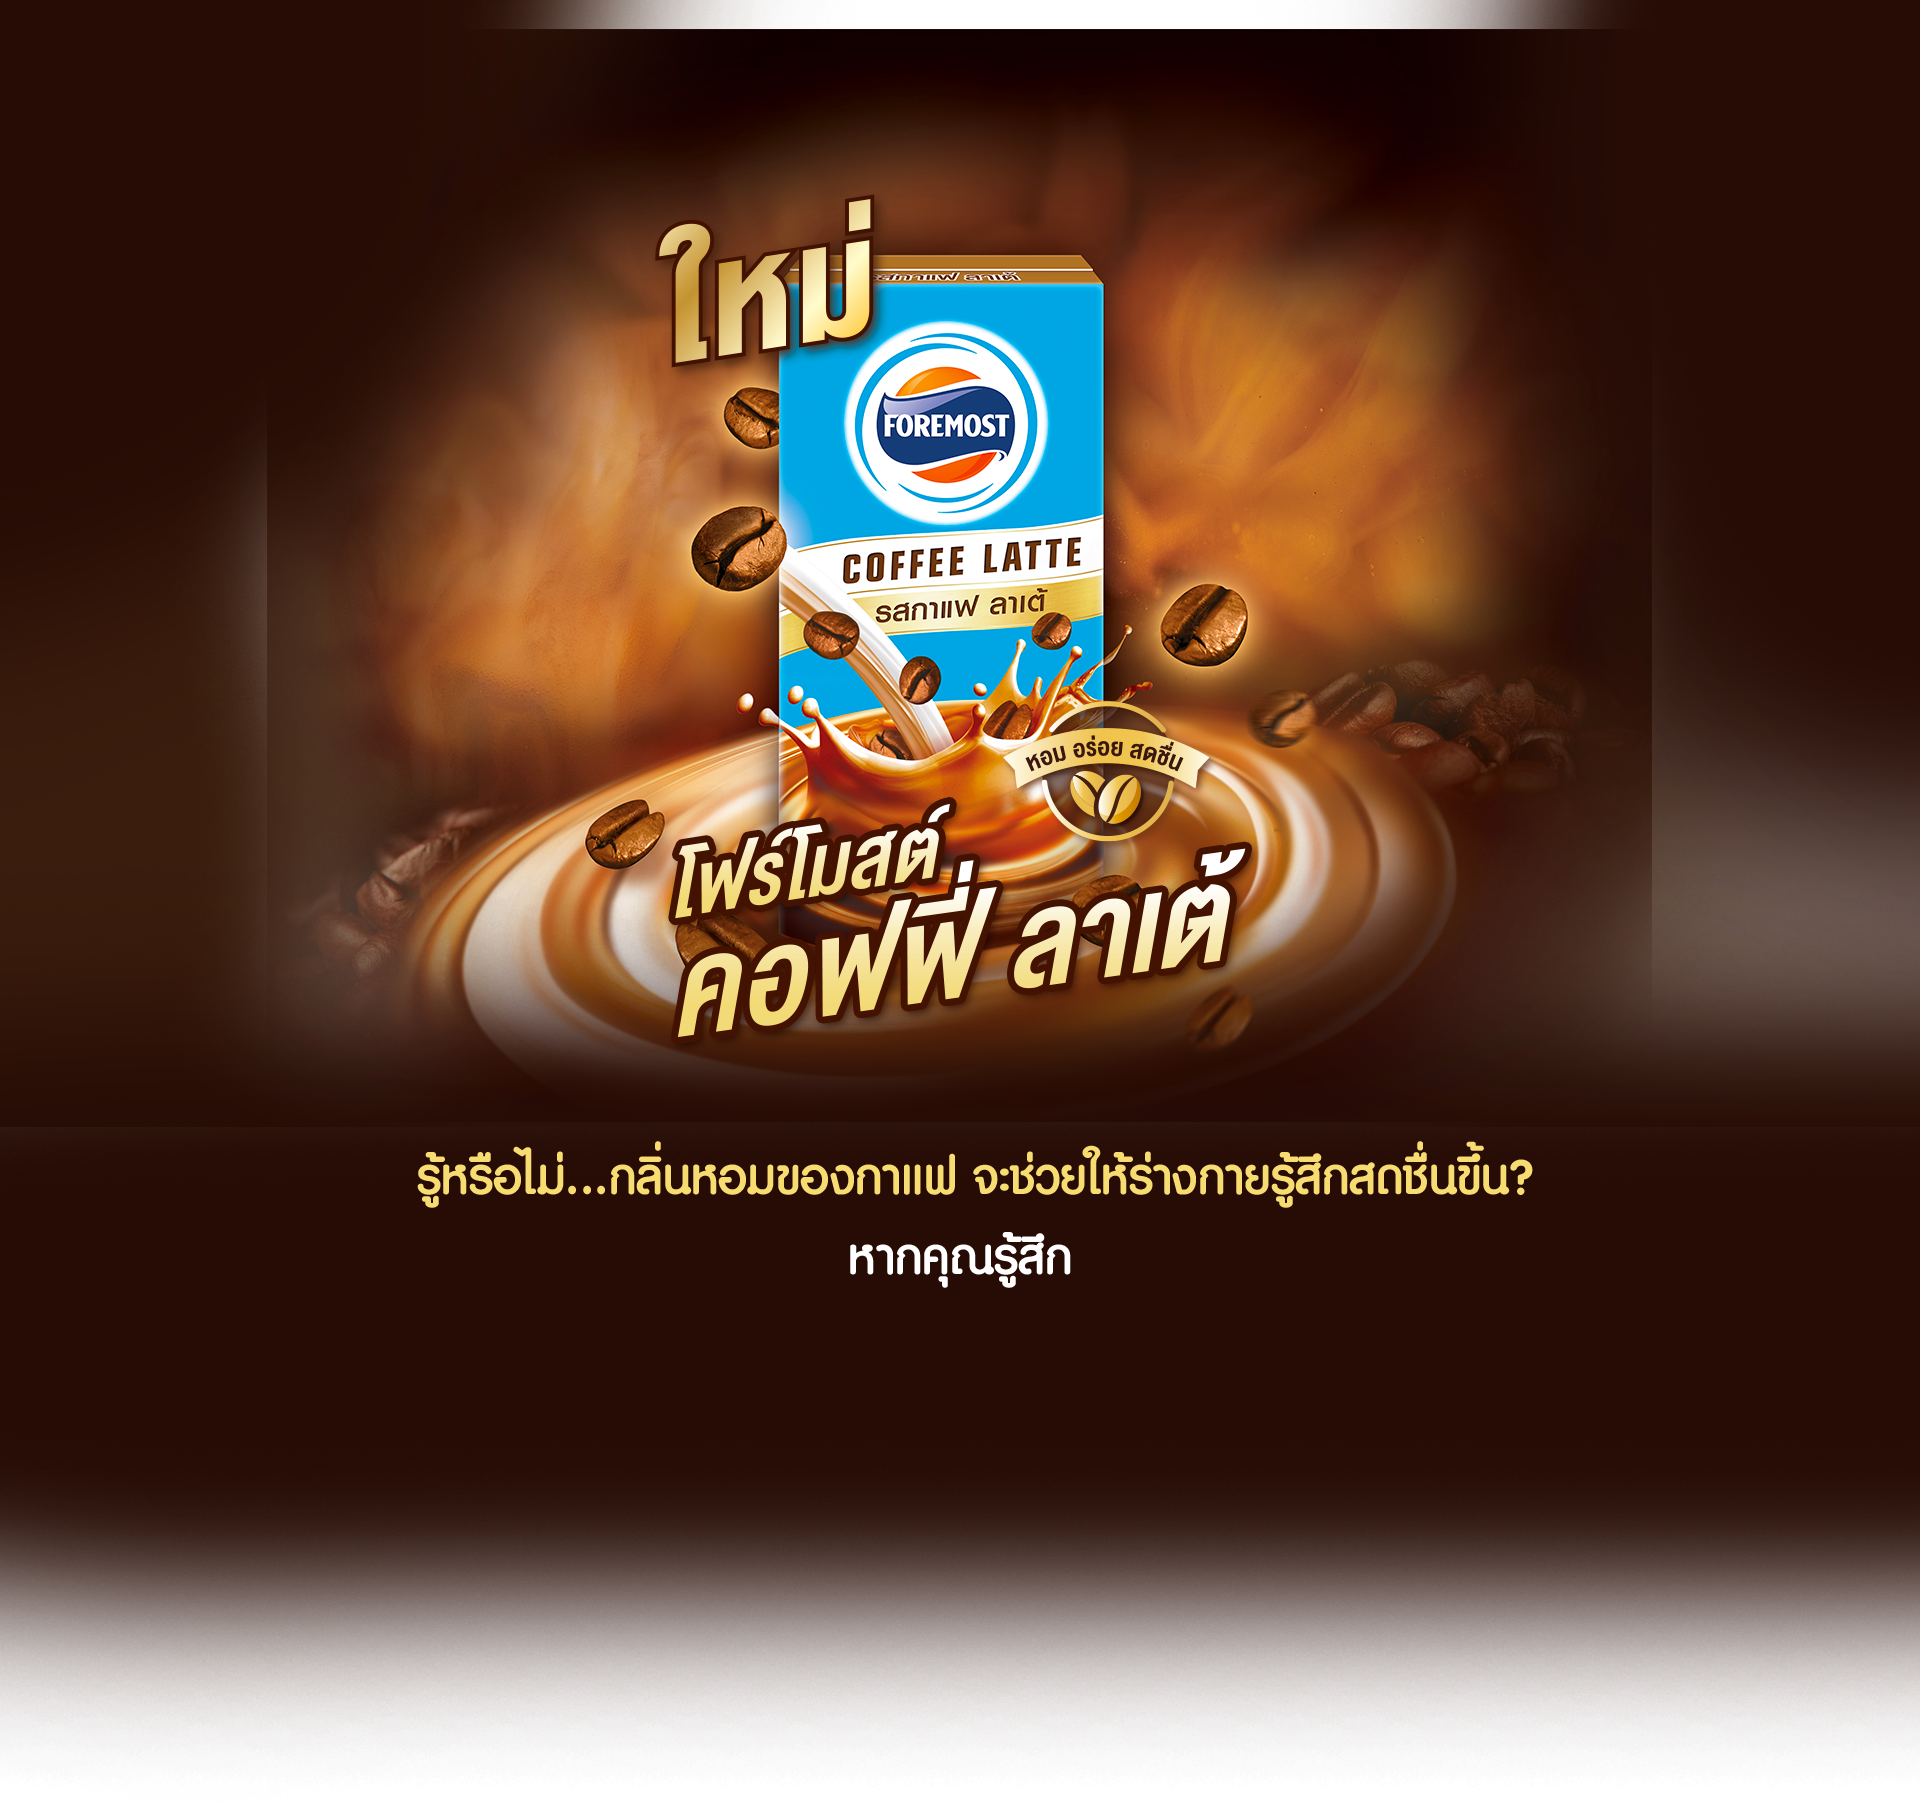 ใหม่
รสกาแฟ ลาเต้
FOREMOST
COFFEE LATTE
รสกาแฟ ลาเต้
หอม อร่อย สดชื่น
โฟร์โมสต์
คอฟฟี่ ลาเต้
รู้หรือไม่...กลิ่นหอมของกาแฟ จะช่วยให้ร่างกายรู้สึกสดชื่นขึ้น?
หากคุณรู้สึก